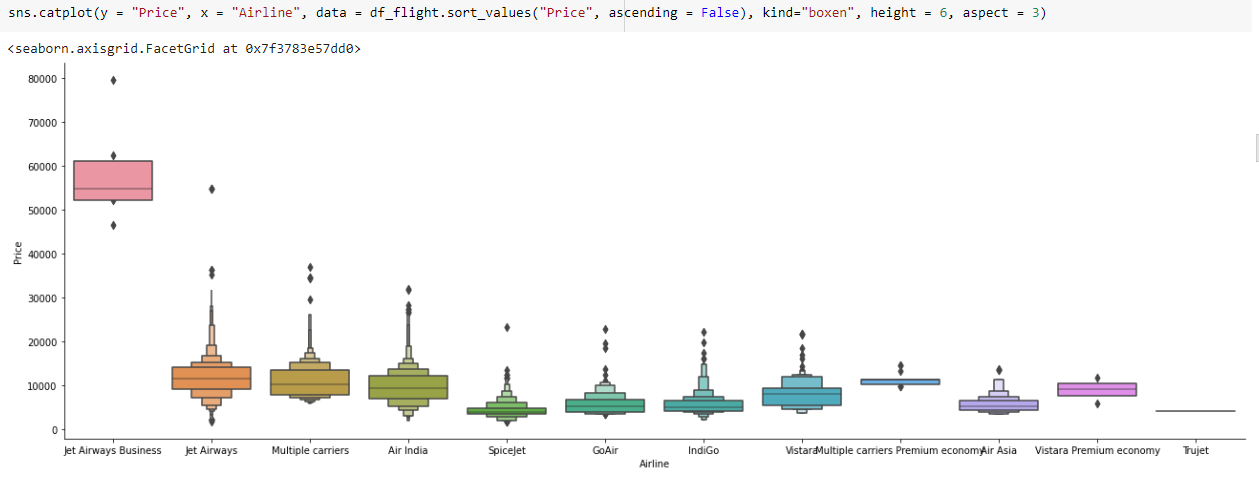 sns.catplot(y = "Price", x = "Airline", data = df_flight.sort_values("Price", ascending = False), kind="boxen", height = 6, aspect = 3)
<seaborn.axisgrid.FacetGrid at 0x7f3783e57dd0>
80000
70000
60000
50000
40000
30000
20000
10000
0
Price
Jet Airways Business Jet Airways Multiple carriers Air India SpiceJet GoAir IndiGo Vistara Multiple carriers Premium economy Air Asia Vistara Premium economy Trujet
Airline